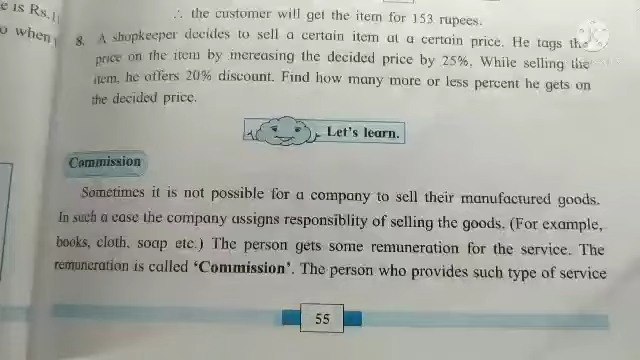 e is Rs.
o when
∴ the customer will get the item for 153 rupees.
8. A shopkeeper decides to sell a certain item at a certain price. He tags the
price on the item by increasing the decided price by 25%. While selling the
item, he offers 20% discount. Find how many more or less percent he gets on
the decided price.
Let's learn.
Commission
Sometimes it is not possible for a company to sell their manufactured goods.
In such a case the company assigns responsiblity of selling the goods. (For example,
books, cloth, soap etc.) The person gets some remuneration for the service. The
remuneration is called 'Commission'. The person who provides such type of service
55